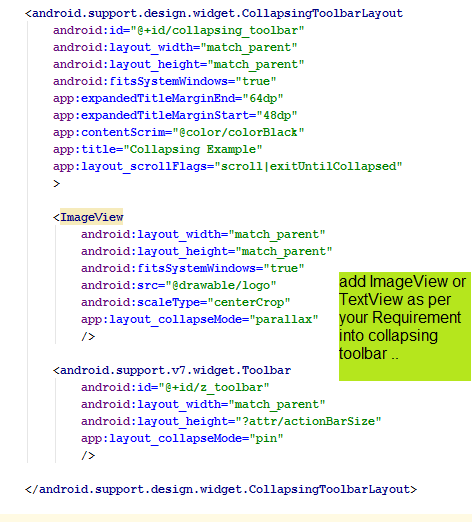 <android.support.design.widget.CollapsingToolbarLayout
android:id="@+id/collapsing_toolbar"
android:layout_width="match_parent"
android:layout_height="match_parent"
android:fitsSystemWindows="true"
app:expandedTitleMarginEnd="64dp"
app:expandedTitleMarginStart="48dp"
app:contentScrim="@color/colorBlack"
app:title="Collapsing Example"
app:layout_scrollFlags="scroll|exitUntilCollapsed"
>
<ImageView
android:layout_width="match_parent"
android:layout_height="match_parent"
android:fitsSystemWindows="true"
android:src="@drawable/logo"
android:scaleType="centerCrop"
app:layout_collapseMode="parallax"
/>
add ImageView or
TextView as per
your Requirement
into collapsing
toolbar ..
<android.support.v7.widget.Toolbar
android:id="@+id/z_toolbar"
android:layout_width="match_parent"
android:layout_height="?attr/actionBarSize"
app:layout_collapseMode="pin"
/>
</android.support.design.widget.CollapsingToolbarLayout>